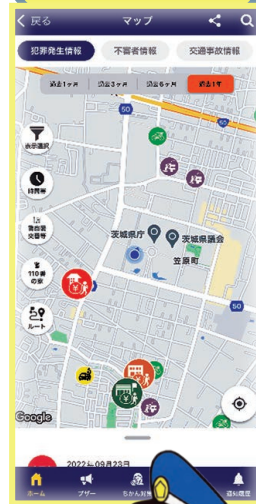 戻る
マップ
犯罪発生情報
不審者情報
交通事故情報
過去1ヶ月
過去3ヶ月
過去6ヶ月
過去1年
50
50
表示選択
時間帯
警察署
交番等
茨城県庁
茨城県議会
笠原町
110番
の家
50
ルート
Google
2022年09月23日
ホーム
ブザー
ちかん対策
通知履歴